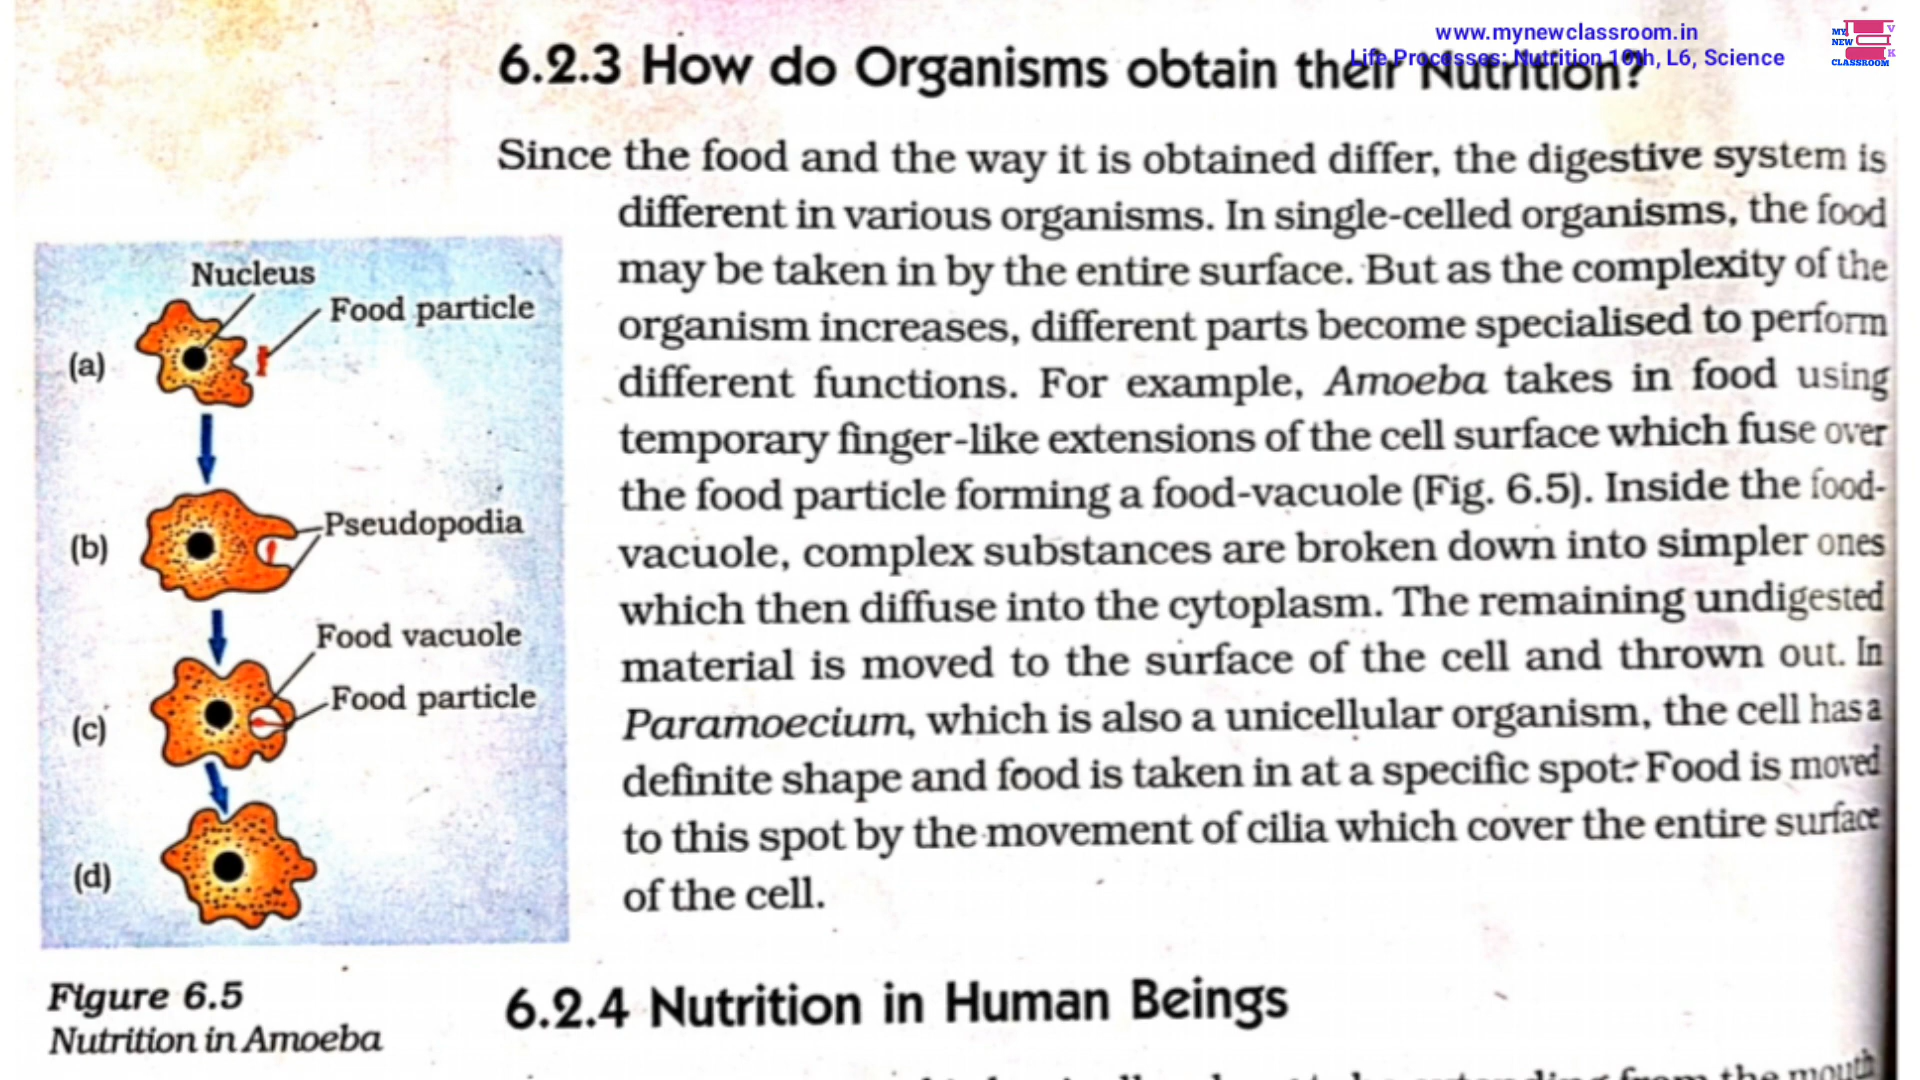 www.mynewclassroom.in
Life Processes: Nutrition 10th, L6, Science
MY
NEW
CLASSROOM
V
K
6.2.3 How do Organisms obtain their Nutrition?
Since the food and the way it is obtained differ, the digestive system is
different in various organisms. In single-celled organisms, the food
may be taken in by the entire surface. But as the complexity of the
organism increases, different parts become specialised to perform
different functions. For example, Amoeba takes in food using
temporary finger-like extensions of the cell surface which fuse over
the food particle forming a food-vacuole (Fig. 6.5). Inside the food-
vacuole, complex substances are broken down into simpler ones
which then diffuse into the cytoplasm. The remaining undigested
material is moved to the surface of the cell and thrown out. In
Paramoecium, which is also a unicellular organism, the cell has a
definite shape and food is taken in at a specific spot. Food is moved
to this spot by the movement of cilia which cover the entire surface
of the cell.
Nucleus
Food particle
(a)
Pseudopodia
(b)
Food vacuole
Food particle
(c)
(d)
Figure 6.5
Nutrition in Amoeba
6.2.4 Nutrition in Human Beings
extending from the mouth